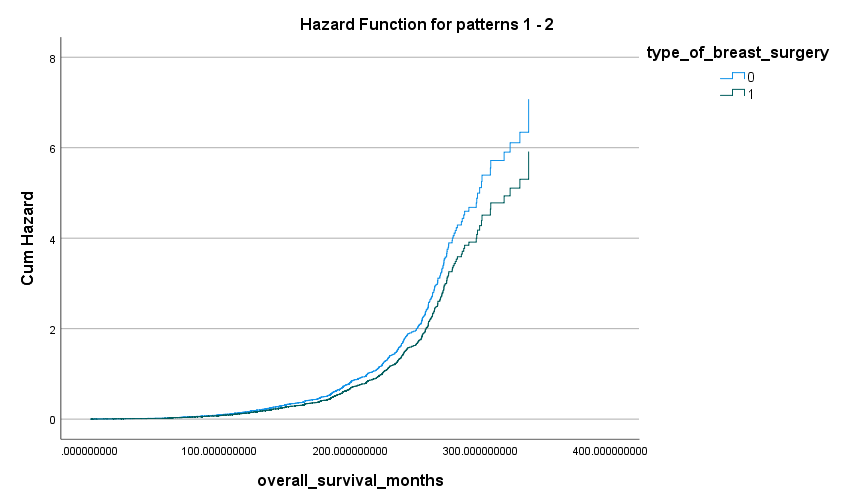 Hazard Function for patterns 1 - 2
type_of_breast_surgery
0
1
8
6
4
2
0
Cum Hazard
.000000000 100.000000000 200.000000000 300.000000000 400.000000000
overall_survival_months